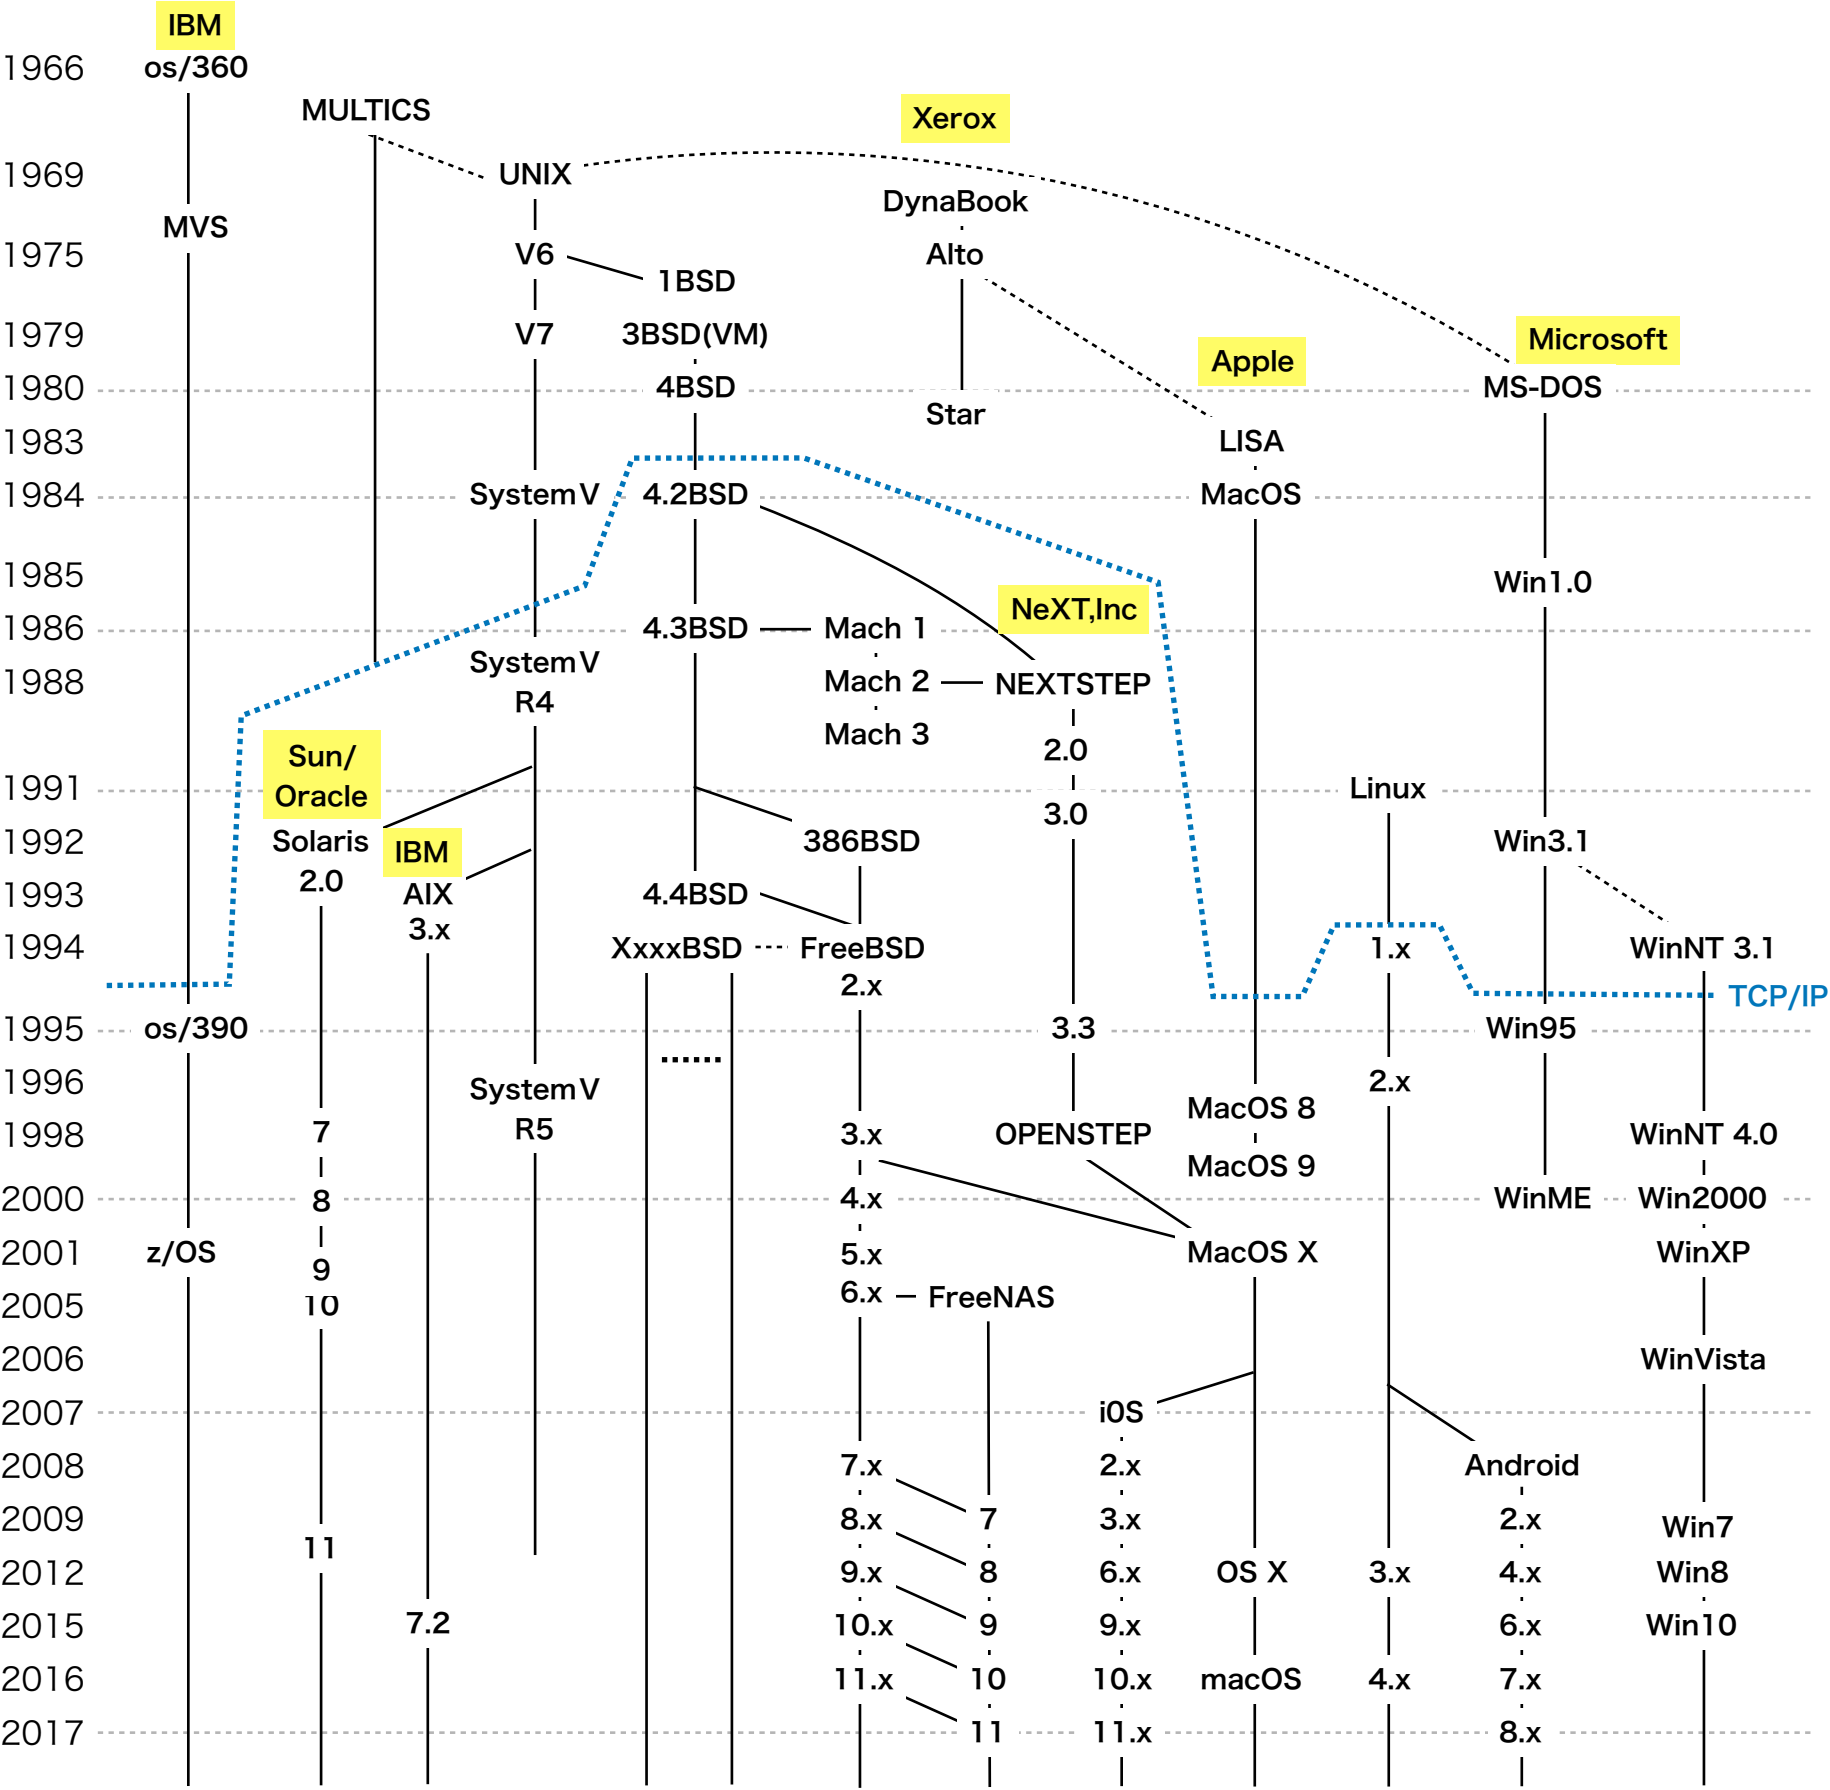 IBM
1966 os/360
MULTICS
Xerox
1969 UNIX
DynaBook
MVS
1975 V6 Alto
1BSD
1979 V7 3BSD(VM)
Microsoft
Apple
1980 4BSD MS-DOS
Star
1983 LISA
1984 SystemV 4.2BSD MacOS
1985 Win1.0
NeXT,Inc
1986 4.3BSD Mach 1
SystemV
1988 Mach 2 NEXTSTEP
R4
Mach 3
Sun/
2.0
Oracle
1991 Linux
3.0
1992 Solaris 386BSD Win3.1
IBM
2.0
1993 AIX 4.4BSD
3.x
1994 XxxxBSD FreeBSD 1.x WinNT 3.1
2.x
TCP/IP
1995 os/390 3.3 Win95
......
1996 SystemV 2.x
MacOS 8
1998 7 R5 3.x OPENSTEP WinNT 4.0
MacOS 9
2000 8 4.x WinME Win2000
2001 z/OS 5.x MacOS X WinXP
9
6.x FreeNAS
2005 10
2006 WinVista
2007 iOS
2008 7.x 2.x Android
2009 8.x 7 3.x 2.x Win7
11
2012 9.x 8 6.x OS X 3.x 4.x Win8
2015 7.2 10.x 9 9.x 6.x Win10
2016 11.x 10 10.x macOS 4.x 7.x
2017 11 11.x 8.x